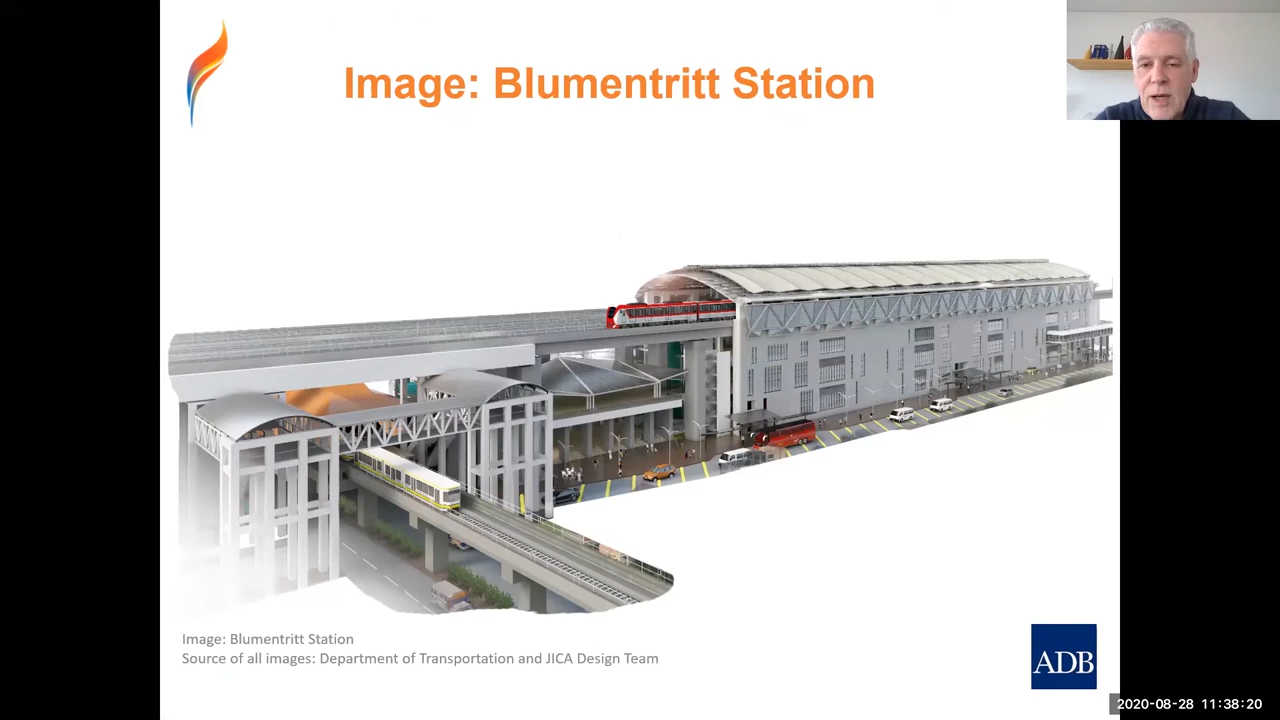 Image: Blumentritt Station
Image: Blumentritt Station
Source of all images: Department of Transportation and JICA Design Team
ADB
2020-08-28 11:38:20